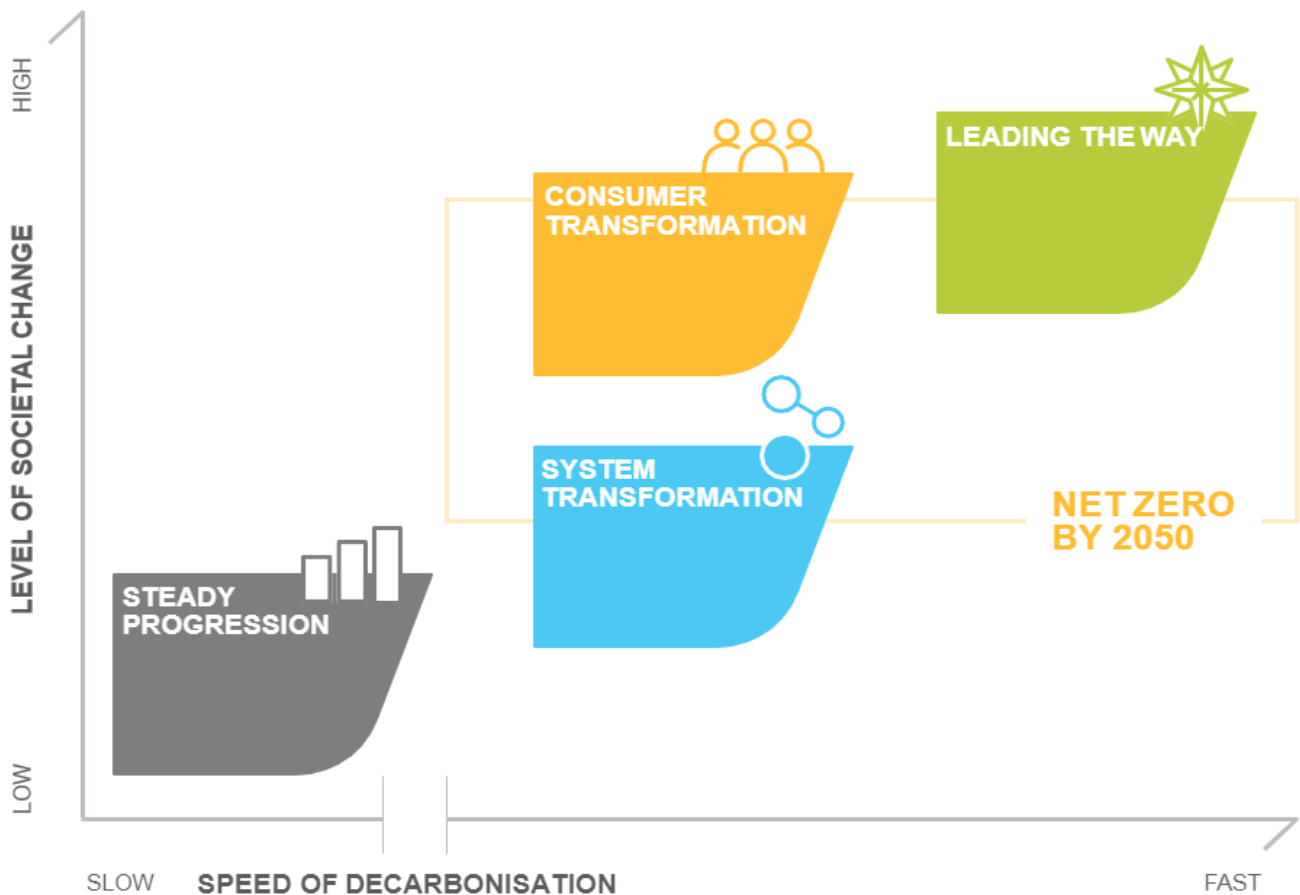 HIGH
LEVEL OF SOCIETAL CHANGE
LOW
LEADING THE WAY
CONSUMER
TRANSFORMATION
SYSTEM
TRANSFORMATION
NET ZERO
BY 2050
STEADY
PROGRESSION
SLOW
SPEED OF DECARBONISATION
FAST